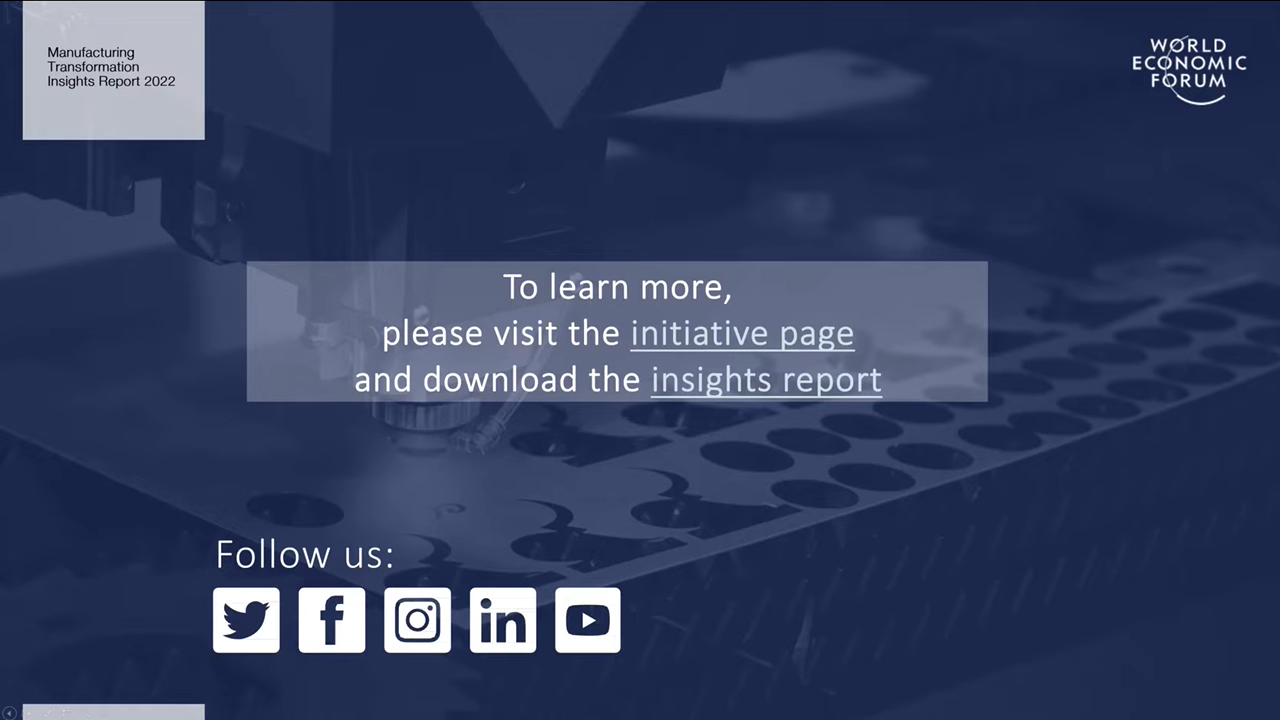 Manufacturing
Transformation
Insights Report 2022
WORLD
ECONOMIC
FORUM
To learn more,
please visit the initiative page
and download the insights report
Follow us: